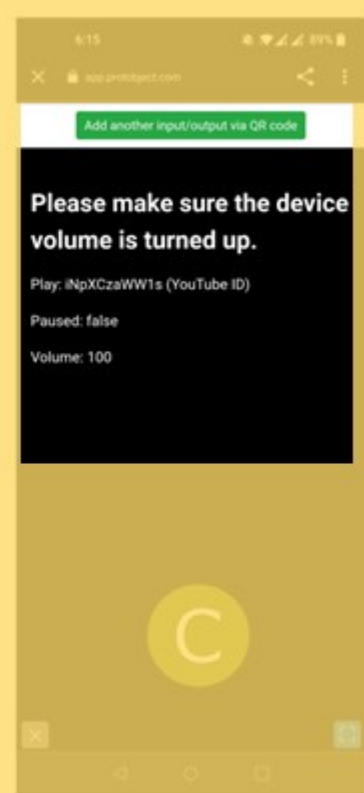 6:15
89%
app.protobject.com
Add another input/output via QR code
Please make sure the device
volume is turned up.
Play: iNpXCzaWW1s (YouTube ID)
Paused: false
Volume: 100
C